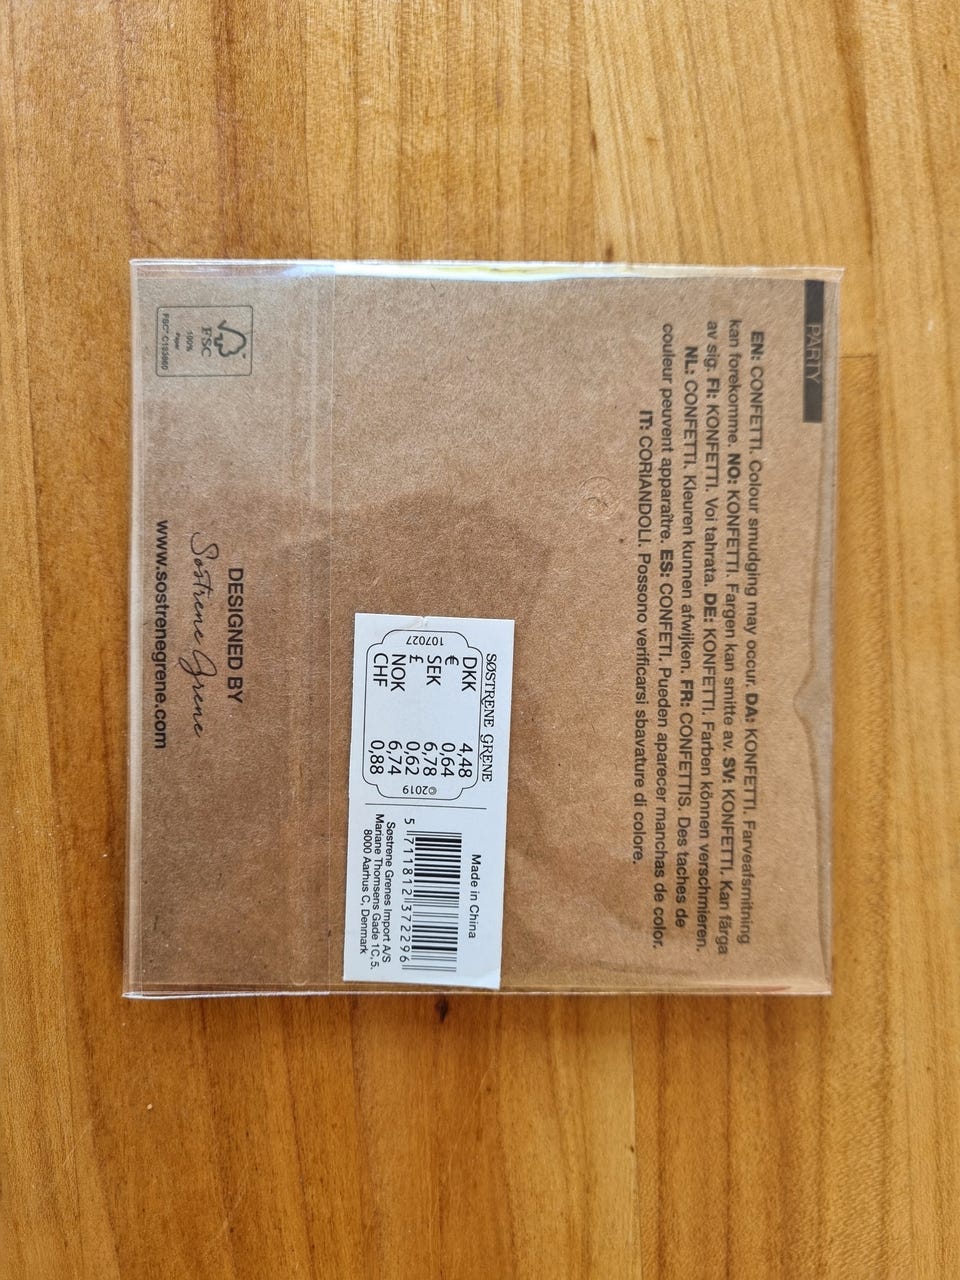 PARTY
EN: CONFETTI. Colour smudging may occur. DA: KONFETTI. Farveafsmitning
kan forekomme. NO: KONFETTI. Fargen kan smitte av. SV: KONFETTI. Kan färga
av sig. FI: KONFETTI. Voi tahrata. DE: KONFETTI. Farben können verschmieren.
NL: CONFETTI. Kleuren kunnen afwijken. FR: CONFETTIS. Des taches de
couleur peuvent apparaître. ES: CONFETI. Pueden aparecer manchas de color.
IT: CORIANDOLI. Possono verificarsi sbavature di colore.
SØSTRENE GRENE
DKK 4,48
€ 0,64
SEK 6,78
£ 0,62
NOK 6,74
CHF 0,88
107027
©2019
Made in China
5 711812 372296
Søstrene Grenes Import A/S
Mariane Thomsens Gade 1C, 5.
8000 Aarhus C, Denmark
FSC
100%
Paper
FSC® C133660
DESIGNED BY
Søstrene Grene
www.sostrenegrene.com